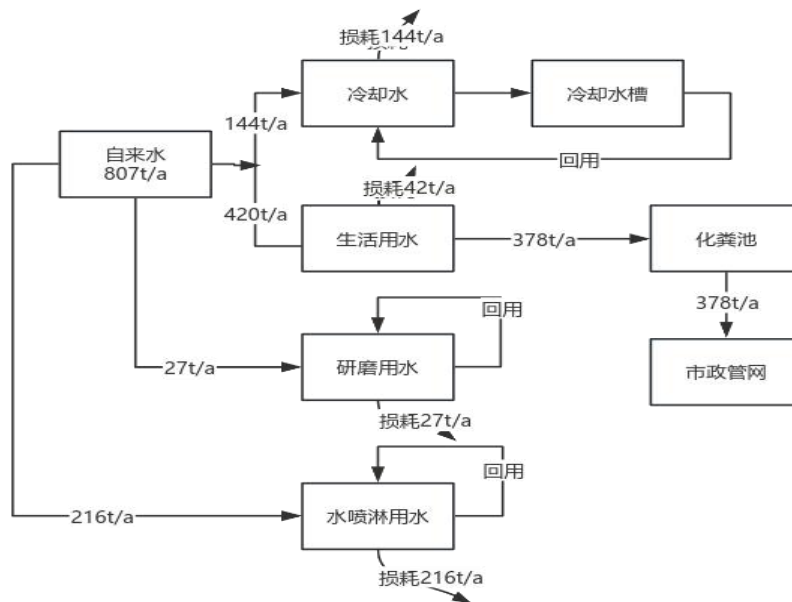 损耗144t/a
冷却水
冷却水槽
144t/a
回用
自来水
807t/a
损耗42t/a
420t/a
生活用水
378t/a
化粪池
378t/a
回用
27t/a
研磨用水
市政管网
损耗27t/a
回用
216t/a
水喷淋用水
损耗216t/a